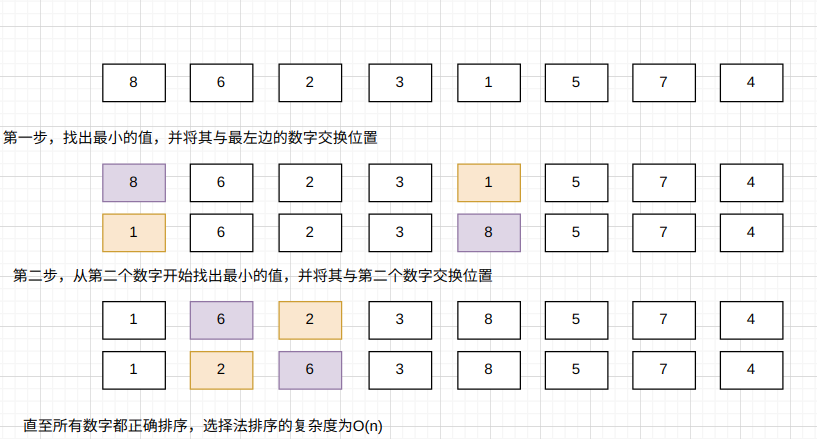 8 6 2 3 1 5 7 4
第一步，找出最小的值，并将其与最左边的数字交换位置
8 6 2 3 1 5 7 4
1 6 2 3 8 5 7 4
第二步，从第二个数字开始找出最小的值，并将其与第二个数字交换位置
1 6 2 3 8 5 7 4
1 2 6 3 8 5 7 4
直至所有数字都正确排序，选择法排序的复杂度为O(n)